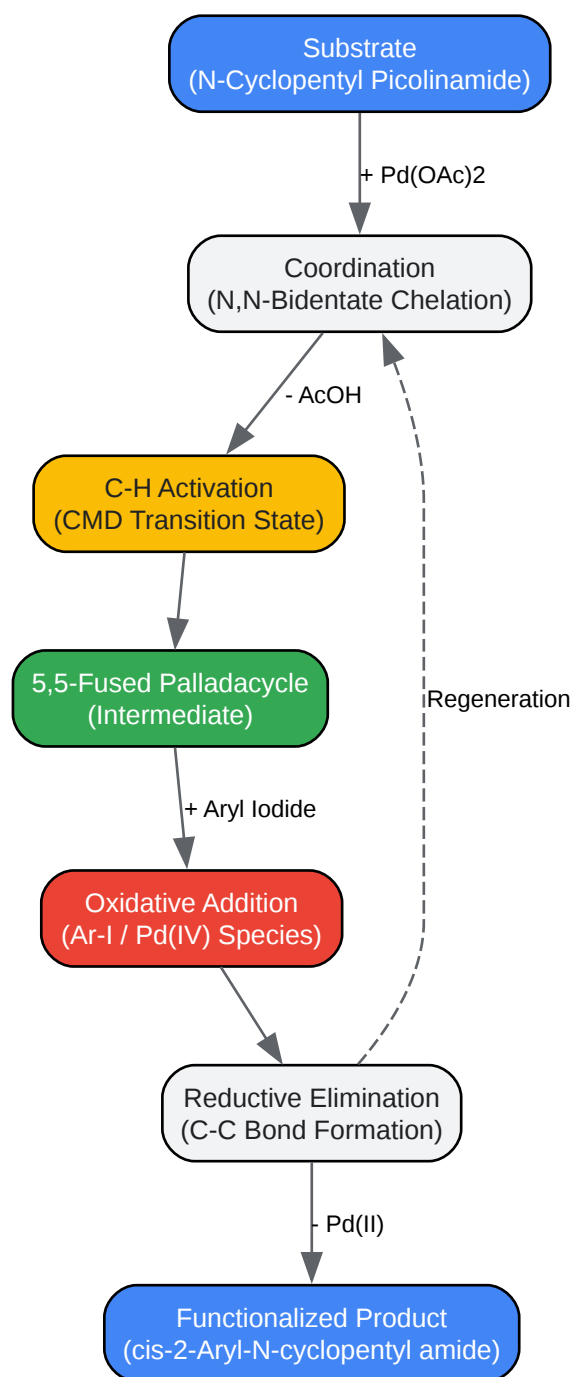 Substrate
(N-Cyclopentyl Picolinamide)
+ Pd(OAc)2
Coordination
(N,N-Bidentate Chelation)
- AcOH
C-H Activation
(CMD Transition State)
5,5-Fused Palladacycle
(Intermediate)
Regeneration
+ Aryl Iodide
Oxidative Addition
(Ar-I / Pd(IV) Species)
Reductive Elimination
(C-C Bond Formation)
- Pd(II)
Functionalized Product
(cis-2-Aryl-N-cyclopentyl amide)